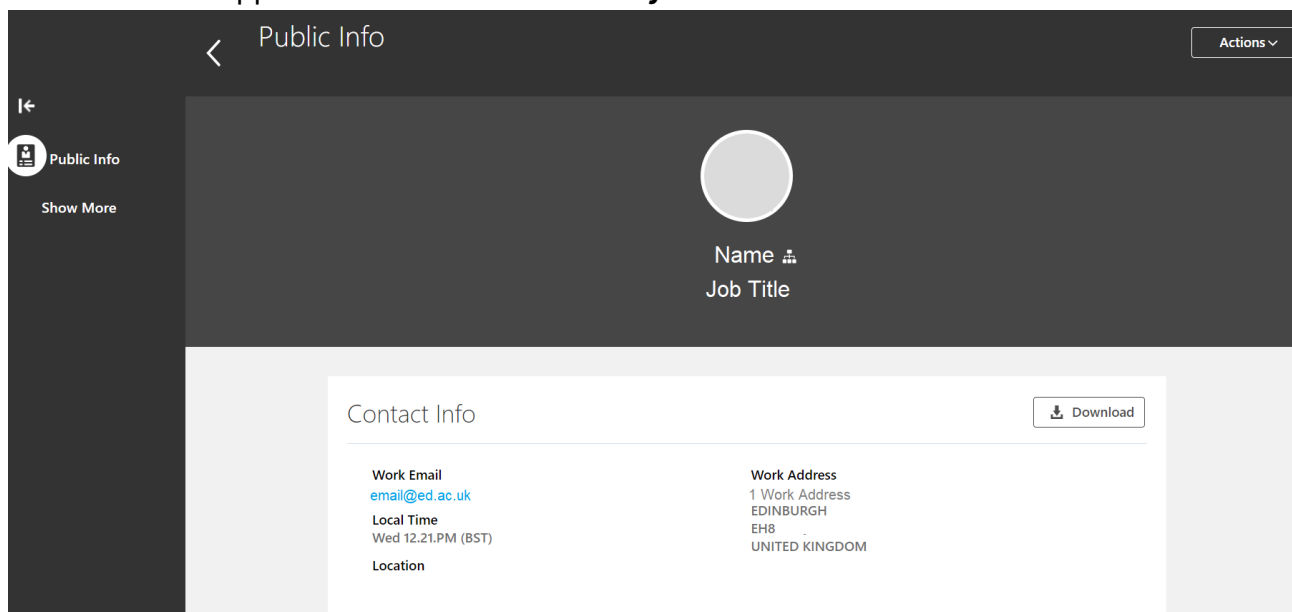 Public Info
Actions
Public Info
Show More
Name
Job Title
Contact Info
Download
Work Email
email@ed.ac.uk
Local Time
Wed 12.21.PM (BST)
Location
Work Address
1 Work Address
EDINBURGH
EH8
UNITED KINGDOM